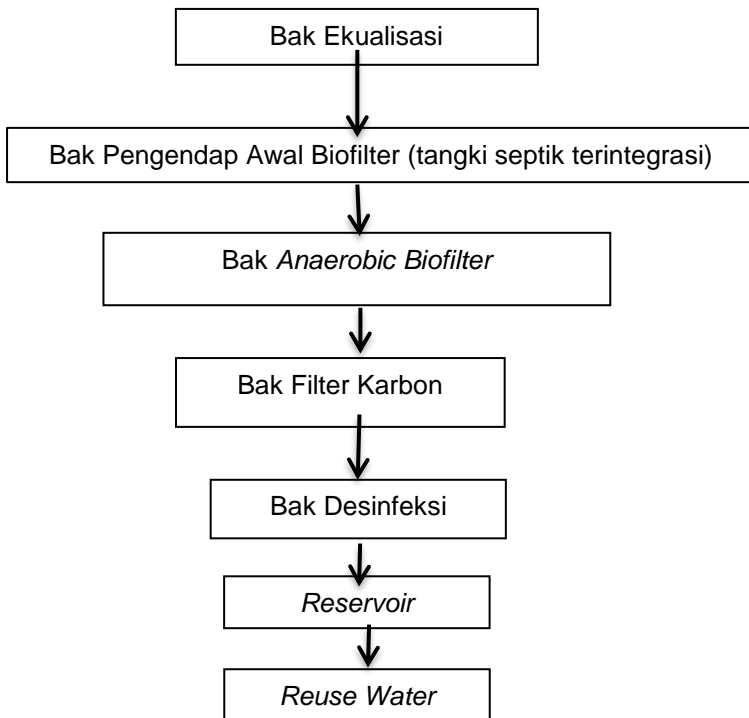 Bak Ekualisasi
Bak Pengendap Awal Biofilter (tangki septik terintegrasi)
Bak Anaerobic Biofilter
Bak Filter Karbon
Bak Desinfeksi
Reservoir
Reuse Water